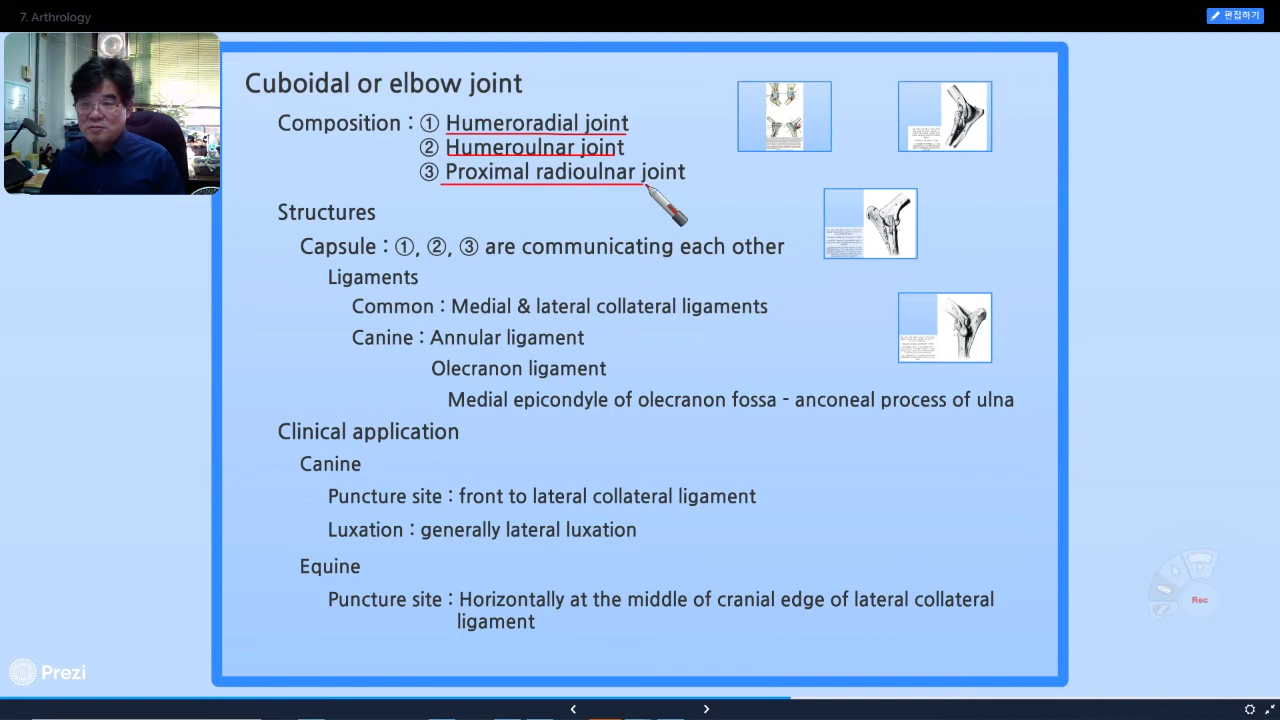 7. Arthrology
편집하기
Cuboidal or elbow joint
Composition : ① Humeroradial joint
② Humeroulnar joint
③ Proximal radioulnar joint
Structures
Capsule : ①, ②, ③ are communicating each other
Ligaments
Common : Medial & lateral collateral ligaments
Canine : Annular ligament
Olecranon ligament
Medial epicondyle of olecranon fossa - anconeal process of ulna
Clinical application
Canine
Puncture site : front to lateral collateral ligament
Luxation : generally lateral luxation
Equine
Puncture site : Horizontally at the middle of cranial edge of lateral collateral
ligament
Rec
Prezi